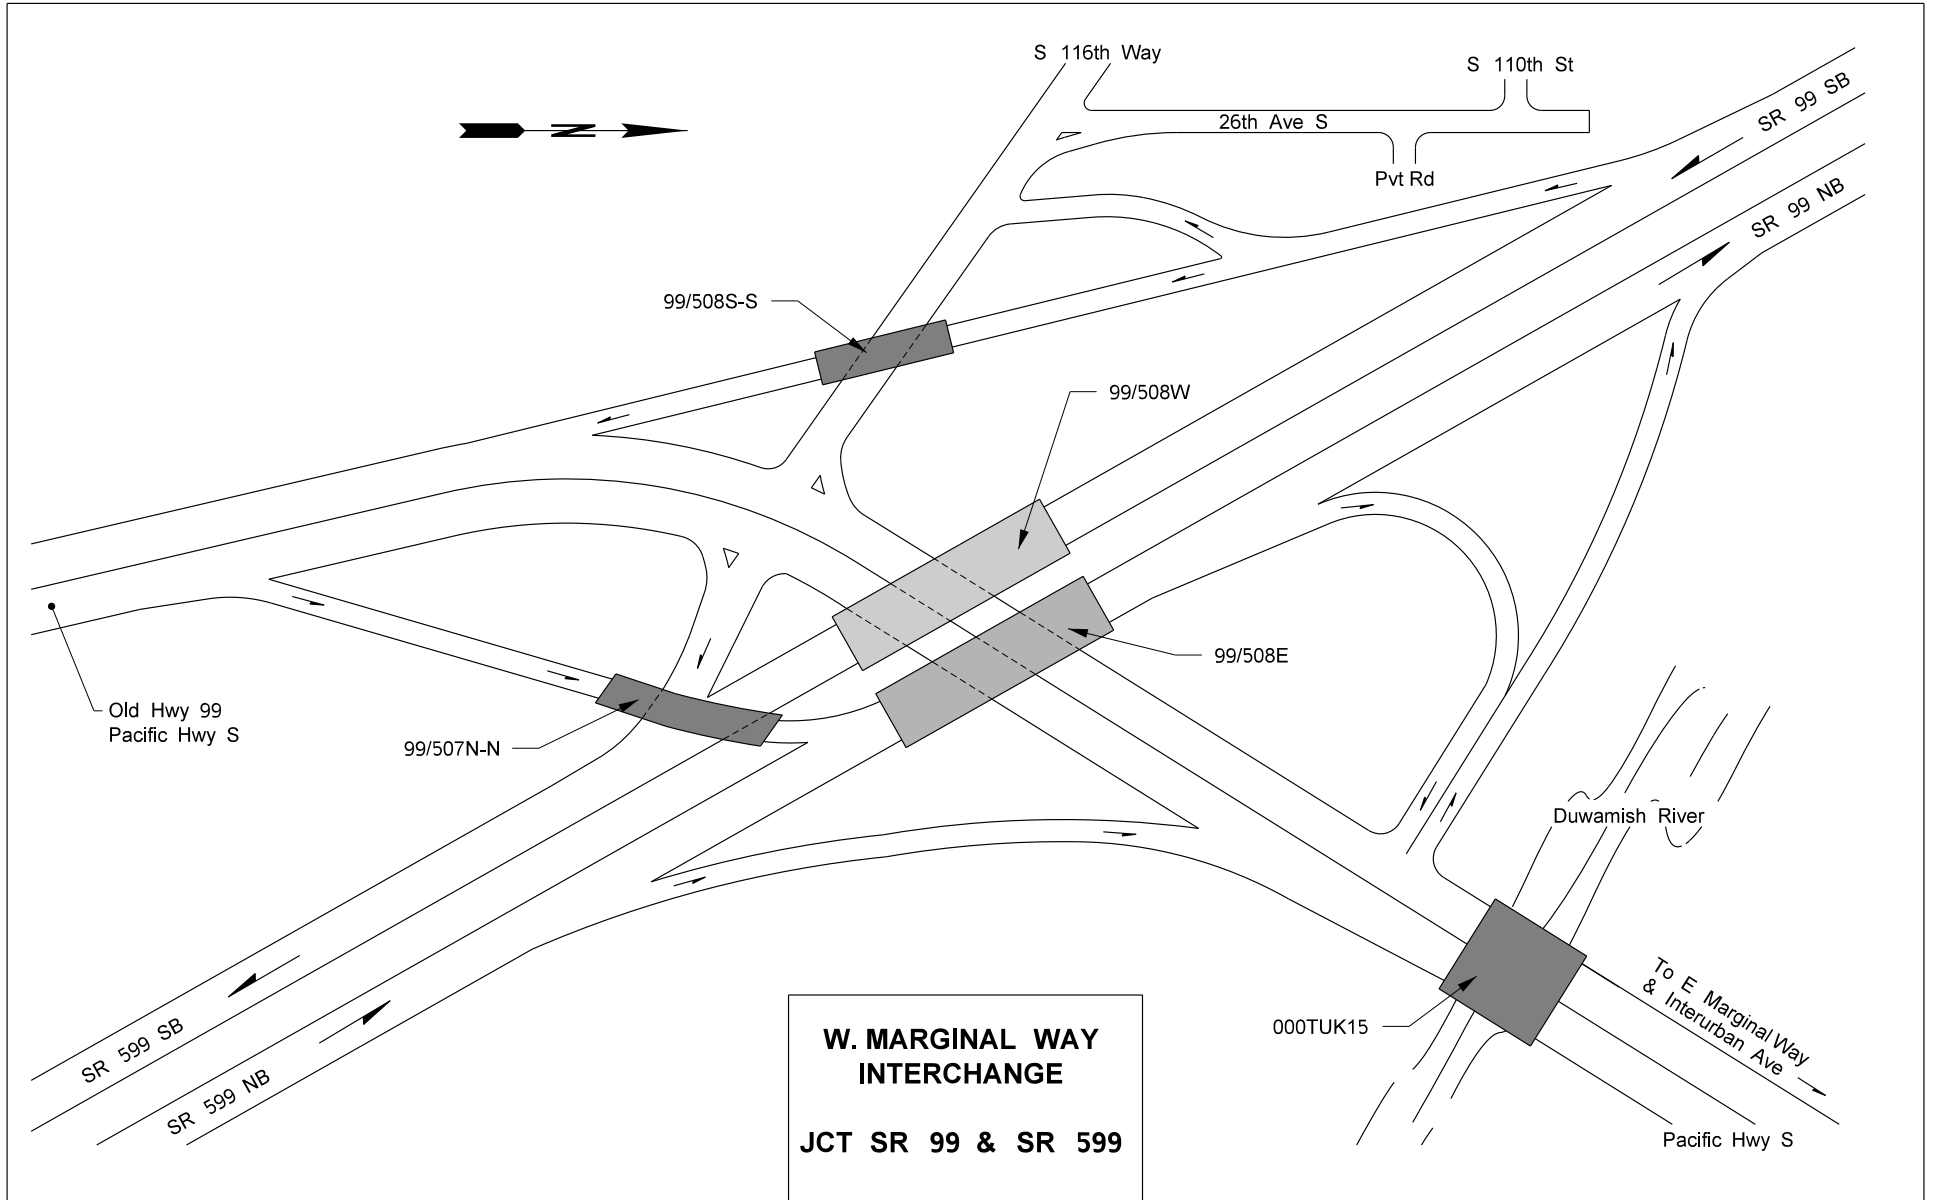 S 116th Way
S 110th St
SR 99 SB
N
26th Ave S
Pvt Rd
SR 99 NB
99/508S-S
99/508W
99/508E
Old Hwy 99
Pacific Hwy S
99/507N-N
Duwamish River
To E Marginal Way
& Interurban Ave
000TUK15
SR 599 SB
SR 599 NB
W. MARGINAL WAY
INTERCHANGE
JCT SR 99 & SR 599
Pacific Hwy S